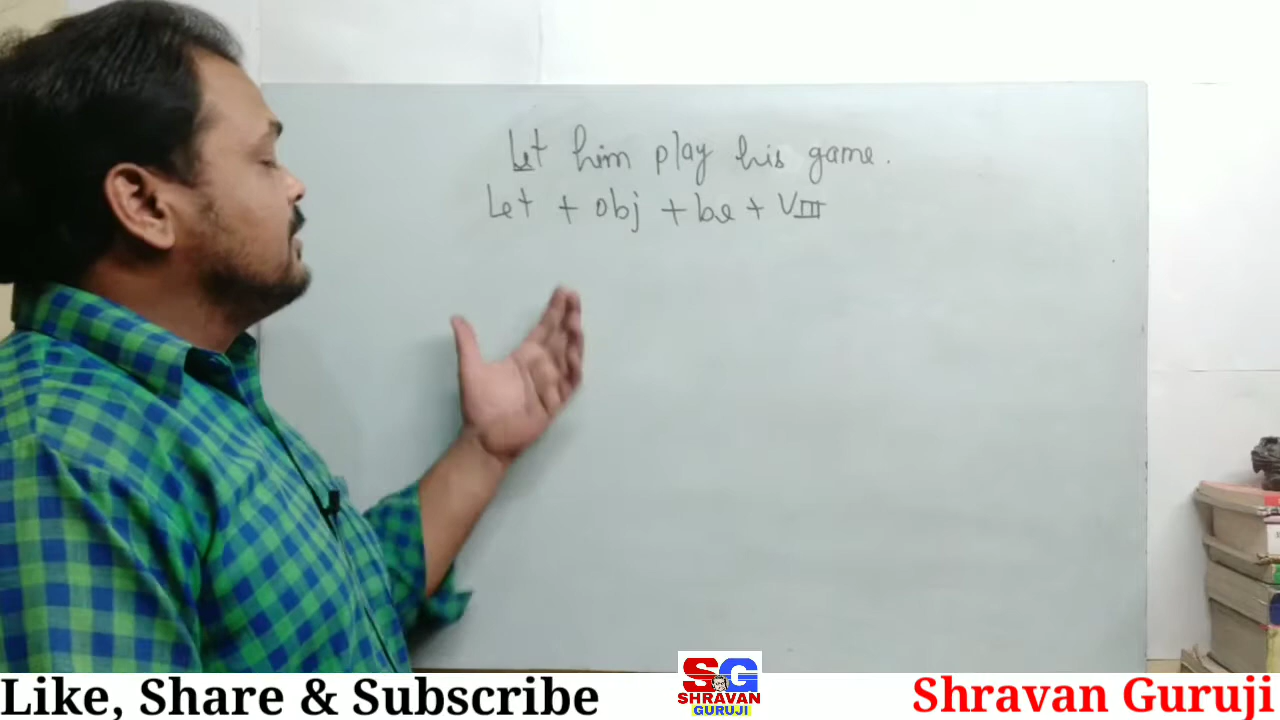 Let him play his game.
Let + obj + be + VIII
Like, Share & Subscribe
SG
SHRAVAN
GURUJI
Shravan Guruji